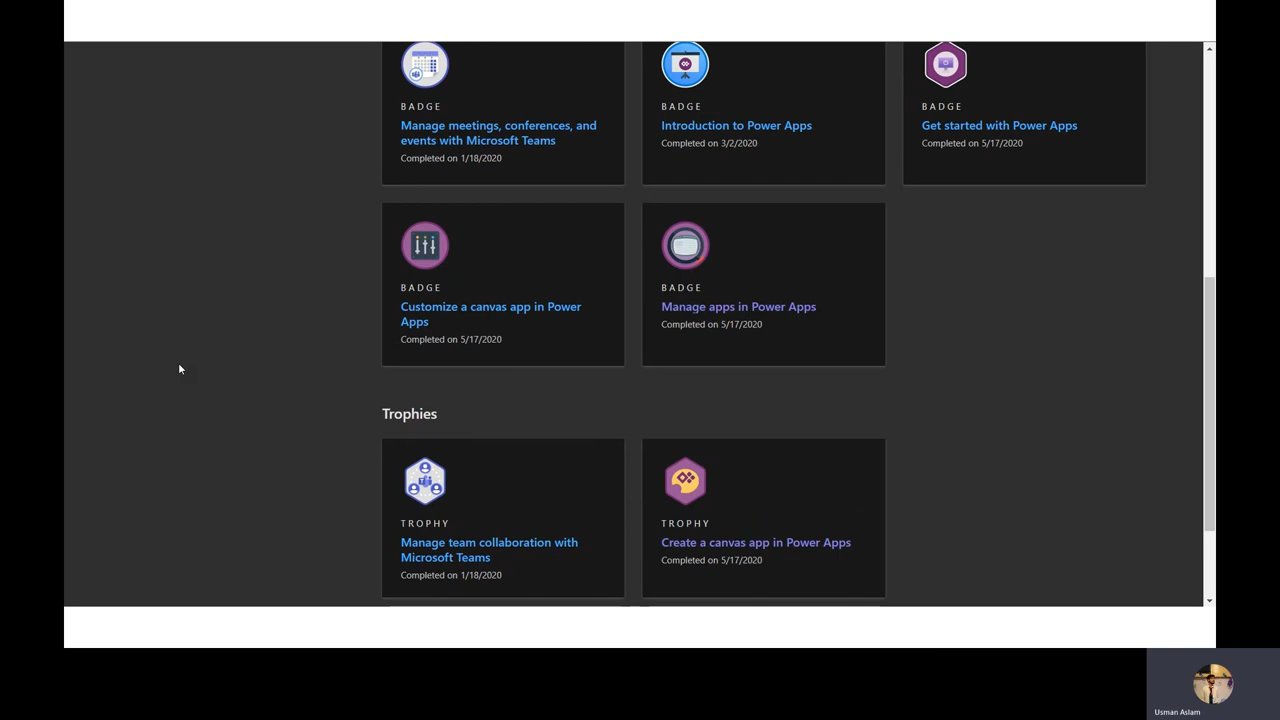 BADGE
Manage meetings, conferences, and
events with Microsoft Teams
Completed on 1/18/2020
BADGE
Introduction to Power Apps
Completed on 3/2/2020
BADGE
Get started with Power Apps
Completed on 5/17/2020
BADGE
Customize a canvas app in Power
Apps
Completed on 5/17/2020
BADGE
Manage apps in Power Apps
Completed on 5/17/2020
Trophies
TROPHY
Manage team collaboration with
Microsoft Teams
Completed on 1/18/2020
TROPHY
Create a canvas app in Power Apps
Completed on 5/17/2020
Usman Aslam